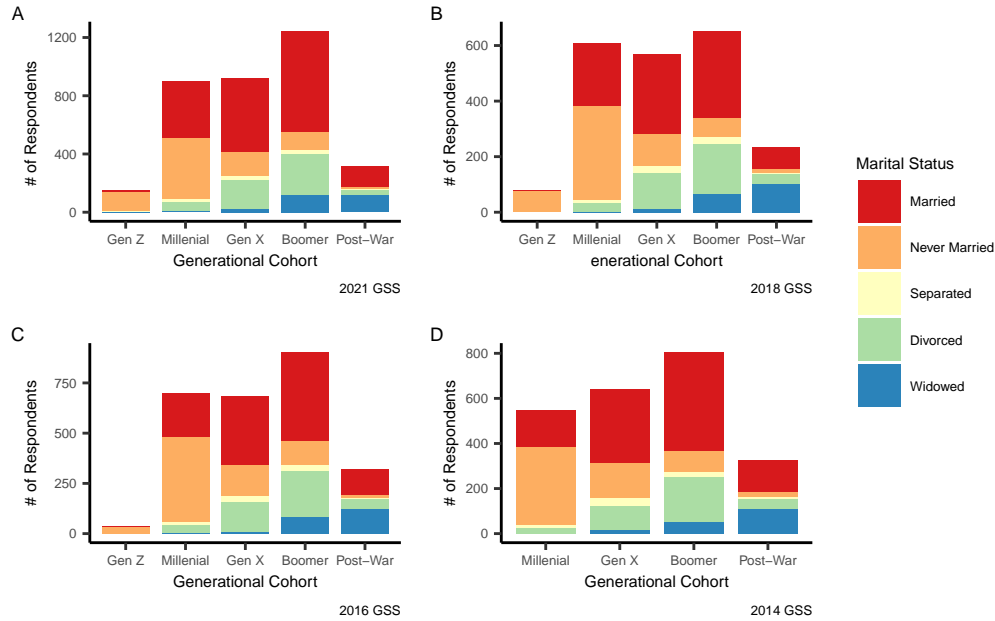 A
# of Respondents
1200
800
400
0
Gen Z Millenial Gen X Boomer Post−War
Generational Cohort
2021 GSS
B
# of Respondents
600
400
200
0
Gen Z Millenial Gen X Boomer Post−War
enerational Cohort
2018 GSS
C
# of Respondents
750
500
250
0
Gen Z Millenial Gen X Boomer Post−War
Generational Cohort
2016 GSS
D
# of Respondents
800
600
400
200
0
Millenial Gen X Boomer Post−War
Generational Cohort
2014 GSS
Marital Status
Married
Never Married
Separated
Divorced
Widowed